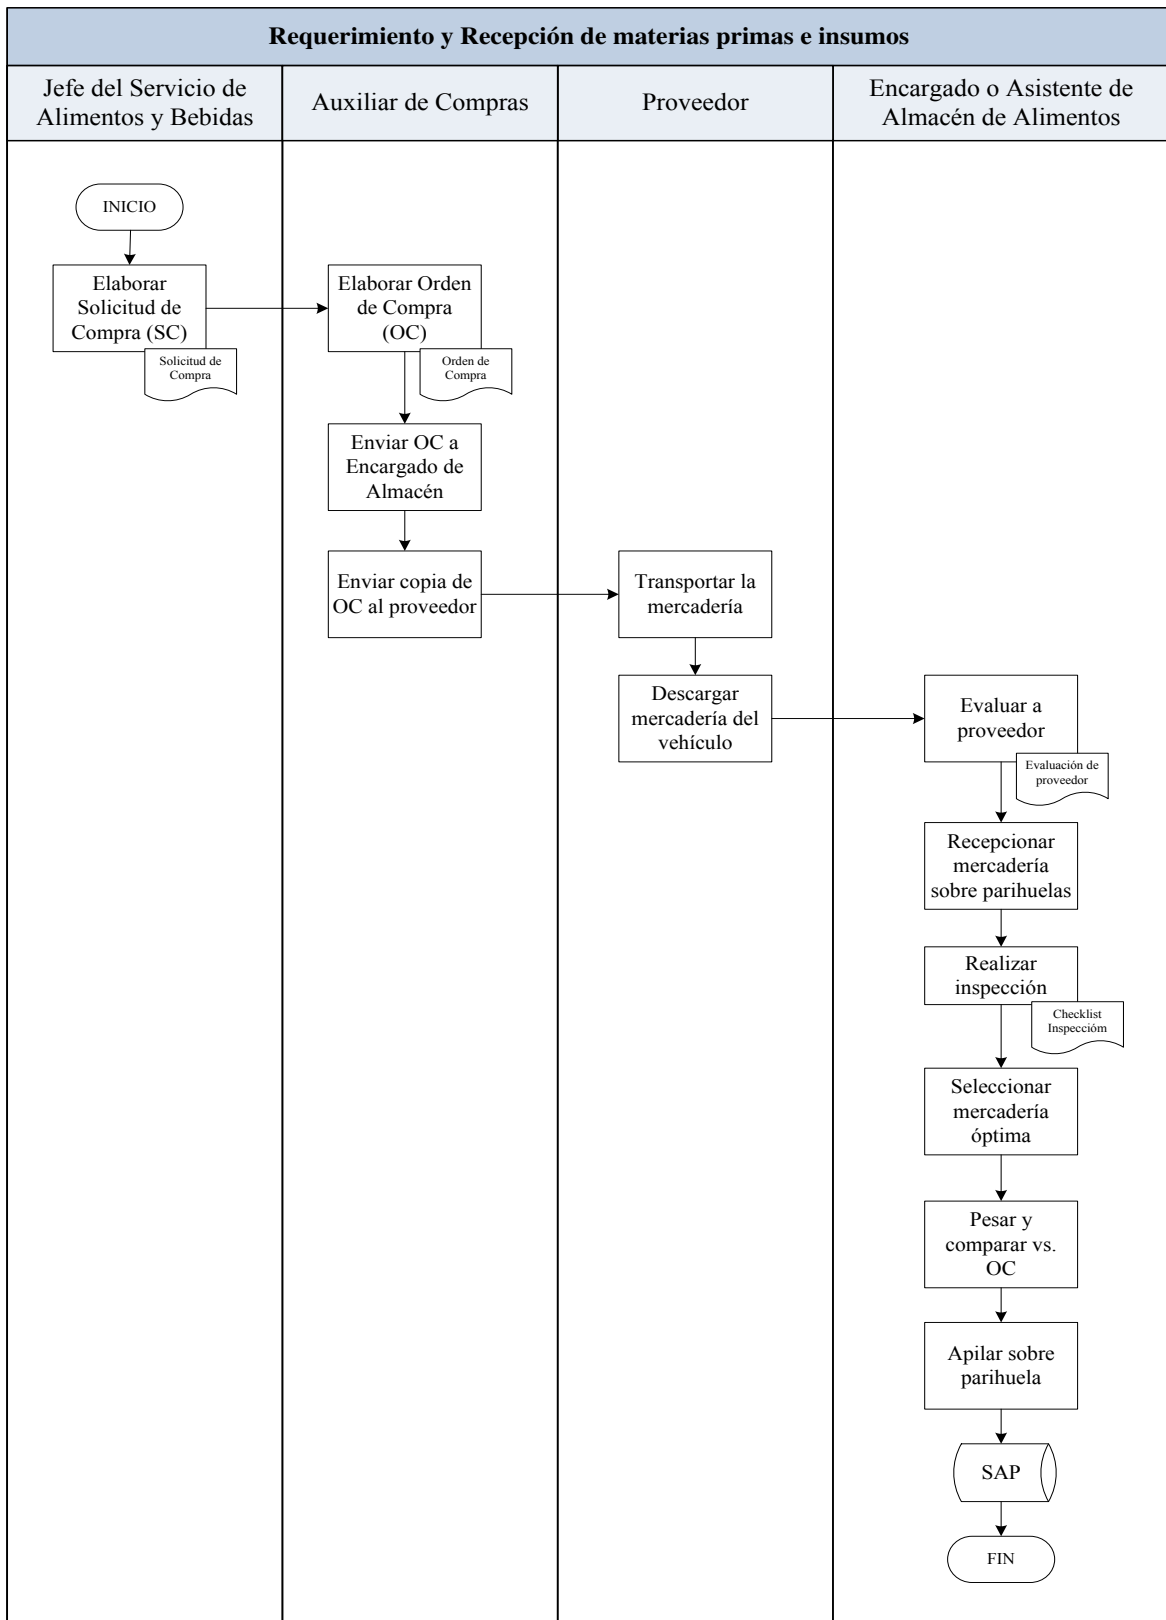 Requerimiento y Recepción de materias primas e insumos
Jefe del Servicio de
Alimentos y Bebidas
Auxiliar de Compras
Proveedor
Encargado o Asistente de
Almacén de Alimentos
INICIO
Elaborar
Solicitud de
Compra (SC)
Solicitud de
Compra
Elaborar Orden
de Compra
(OC)
Orden de
Compra
Enviar OC a
Encargado de
Almacén
Enviar copia de
OC al proveedor
Transportar la
mercadería
Descargar
mercadería del
vehículo
Evaluar a
proveedor
Evaluación de
proveedor
Recepcionar
mercadería
sobre parihuelas
Realizar
inspección
Checklist
Inspeccióm
Seleccionar
mercadería
óptima
Pesar y
comparar vs.
OC
Apilar sobre
parihuela
SAP
FIN